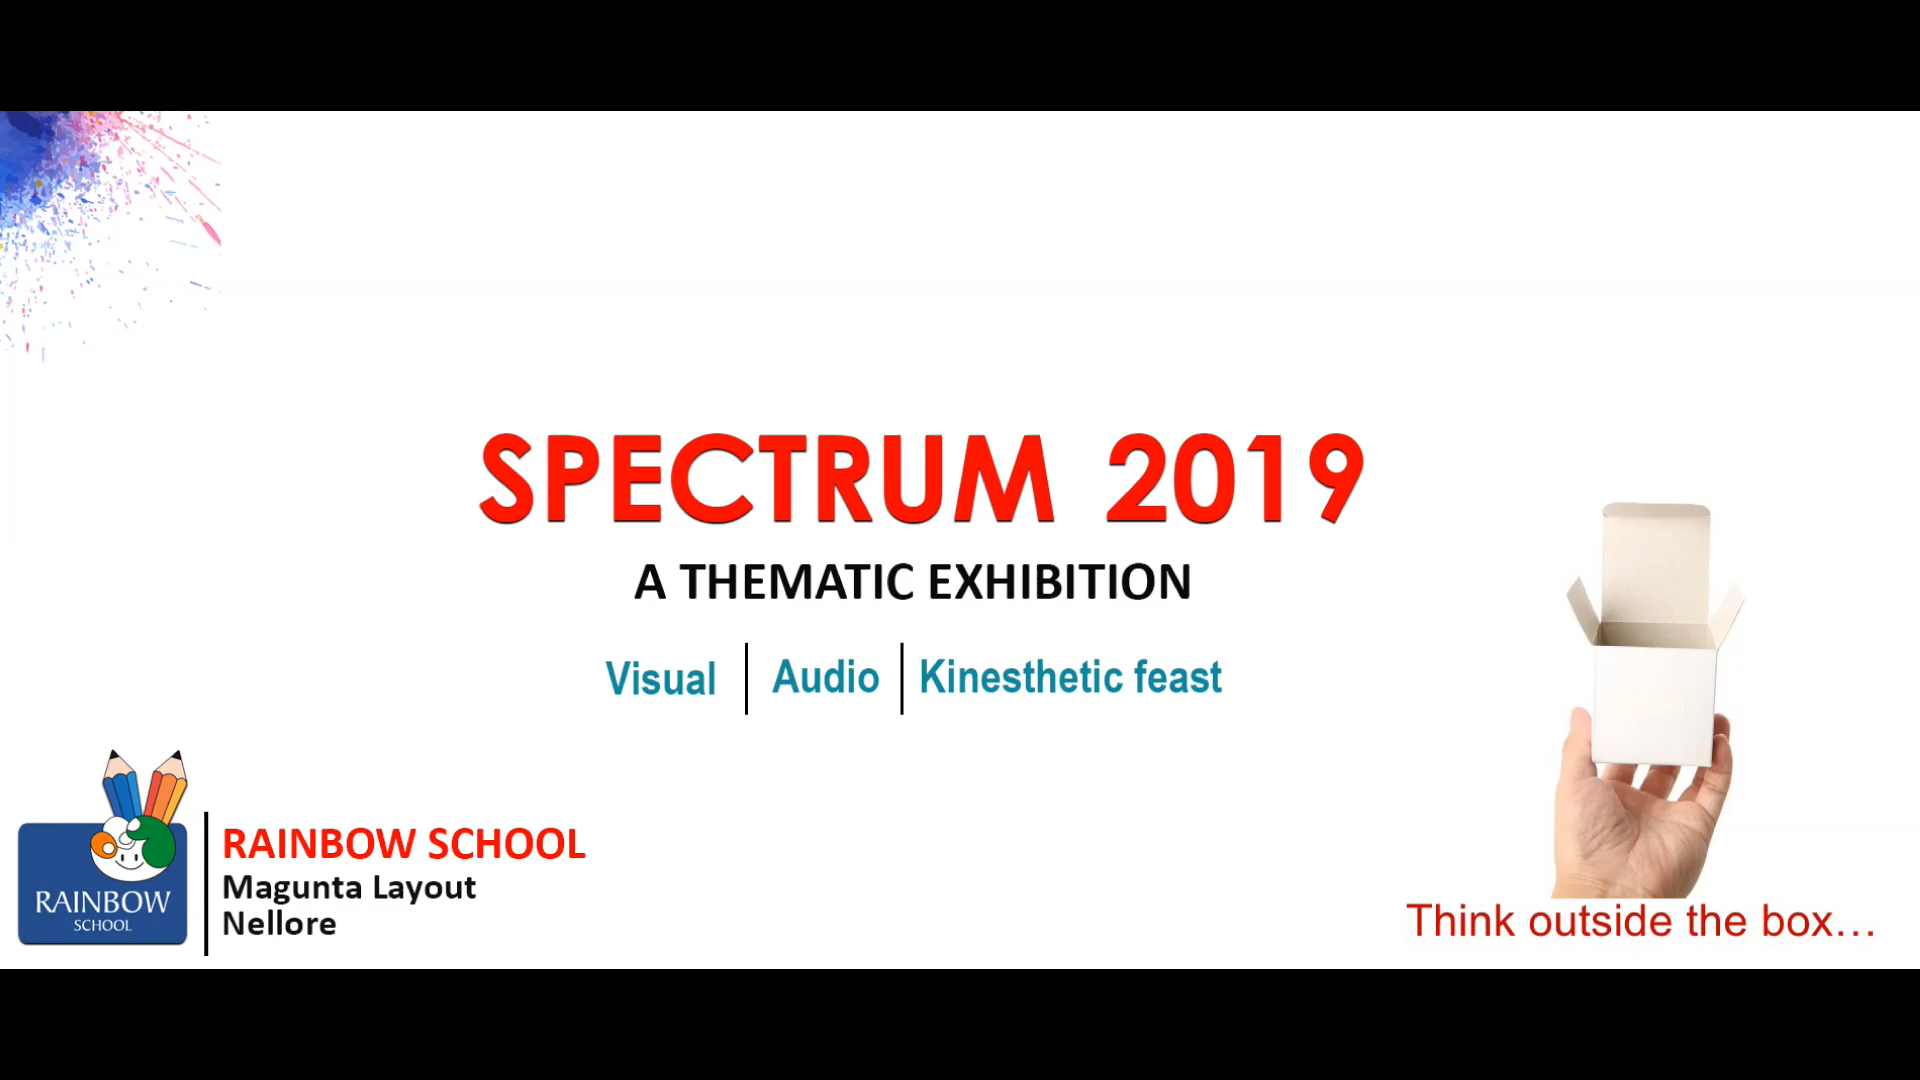 SPECTRUM 2019
A THEMATIC EXHIBITION
Visual | Audio | Kinesthetic feast
RAINBOW SCHOOL
Magunta Layout
Nellore
RAINBOW
SCHOOL
Think outside the box...